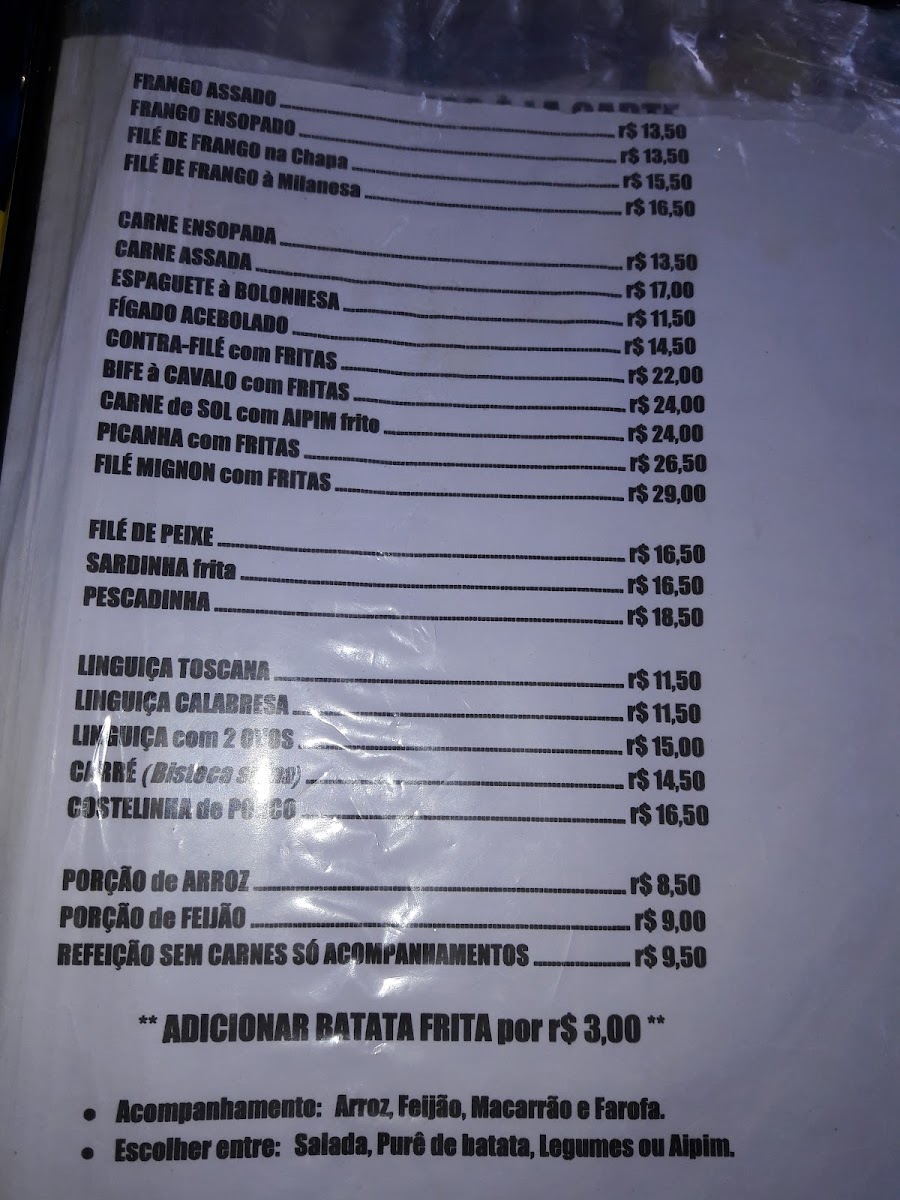 FRANGO ASSADO r$ 13,50
FRANGO ENSOPADO r$ 13,50
FILÉ DE FRANGO na Chapa r$ 15,50
FILÉ DE FRANGO à Milanesa r$ 16,50
CARNE ENSOPADA r$ 13,50
CARNE ASSADA r$ 17,00
ESPAGUETE à BOLONHESA r$ 11,50
FÍGADO ACEBOLADO r$ 14,50
CONTRA-FILÉ com FRITAS r$ 22,00
BIFE à CAVALO com FRITAS r$ 24,00
CARNE de SOL com AIPIM frito r$ 24,00
PICANHA com FRITAS r$ 26,50
FILÉ MIGNON com FRITAS r$ 29,00
FILÉ DE PEIXE r$ 16,50
SARDINHA frita r$ 16,50
PESCADINHA r$ 18,50
LINGUIÇA TOSCANA r$ 11,50
LINGUIÇA CALABRESA r$ 11,50
LINGUIÇA com 2 OVOS r$ 15,00
CARRÉ (Bisteca suína) r$ 14,50
COSTELINHA de PORCO r$ 16,50
PORÇÃO de ARROZ r$ 8,50
PORÇÃO de FEIJÃO r$ 9,00
REFEIÇÃO SEM CARNES SÓ ACOMPANHAMENTOS r$ 9,50
** ADICIONAR BATATA FRITA por r$ 3,00 **
• Acompanhamento: Arroz, Feijão, Macarrão e Farofa.
• Escolher entre: Salada, Purê de batata, Legumes ou Aipim.